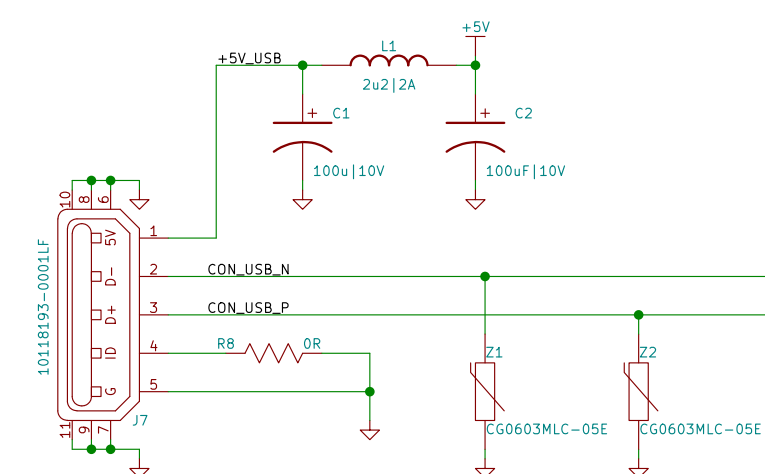 +5V
+5V_USB
L1
2u2|2A
C1
C2
100u|10V
100uF|10V
10
8
6
5V
1
D-
2
CON_USB_N
D+
3
CON_USB_P
10118193-0001LF
ID
4
R8
0R
Z1
Z2
G
5
J7
CG0603MLC-05E
CG0603MLC-05E
11
9
7